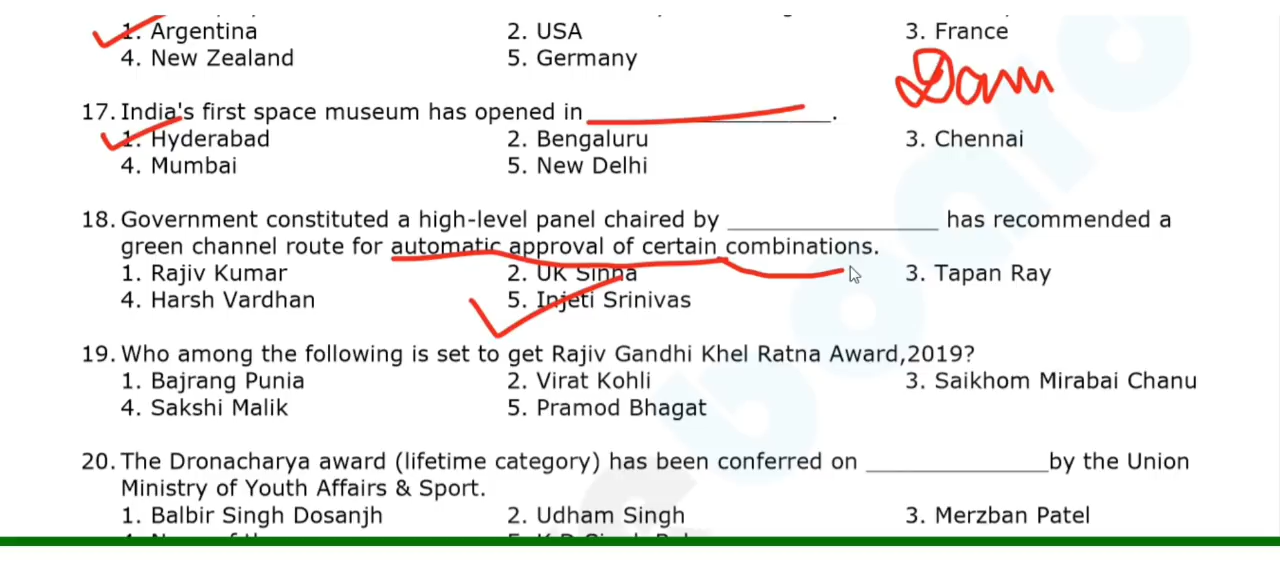 1. Argentina 2. USA 3. France
4. New Zealand 5. Germany
17. India's first space museum has opened in ____________________.
1. Hyderabad 2. Bengaluru 3. Chennai
4. Mumbai 5. New Delhi
18. Government constituted a high-level panel chaired by _________________ has recommended a
green channel route for automatic approval of certain combinations.
1. Rajiv Kumar 2. UK Sinha 3. Tapan Ray
4. Harsh Vardhan 5. Injeti Srinivas
19. Who among the following is set to get Rajiv Gandhi Khel Ratna Award,2019?
1. Bajrang Punia 2. Virat Kohli 3. Saikhom Mirabai Chanu
4. Sakshi Malik 5. Pramod Bhagat
20. The Dronacharya award (lifetime category) has been conferred on ______________by the Union
Ministry of Youth Affairs & Sport.
1. Balbir Singh Dosanjh 2. Udham Singh 3. Merzban Patel